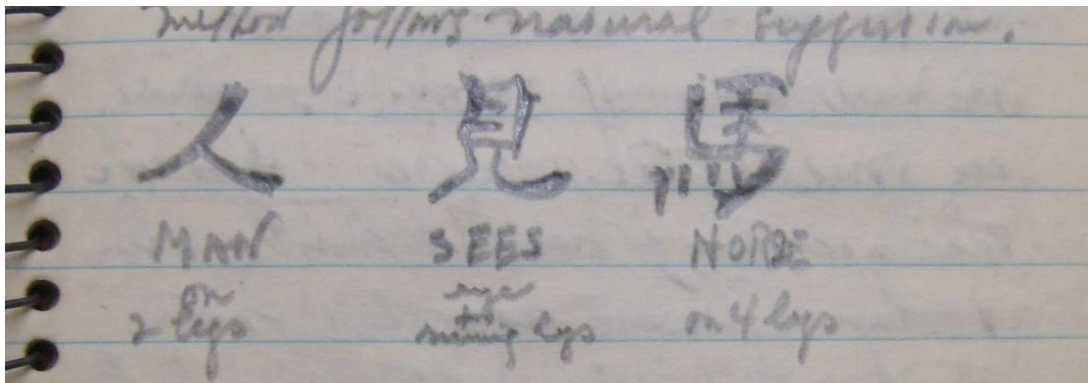 method follows natural suggestion.
人 見 馬
MAN SEES HORSE
on eye on 4 legs
2 legs running legs